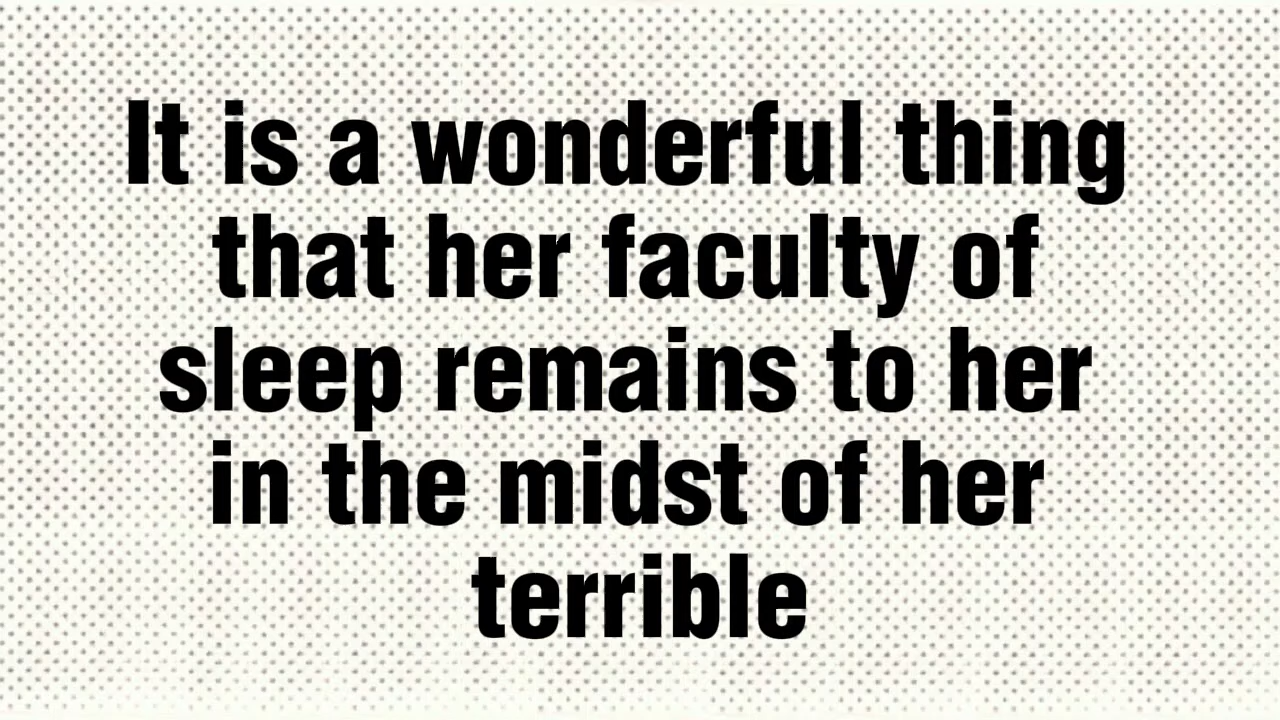 It is a wonderful thing
that her faculty of
sleep remains to her
in the midst of her
terrible